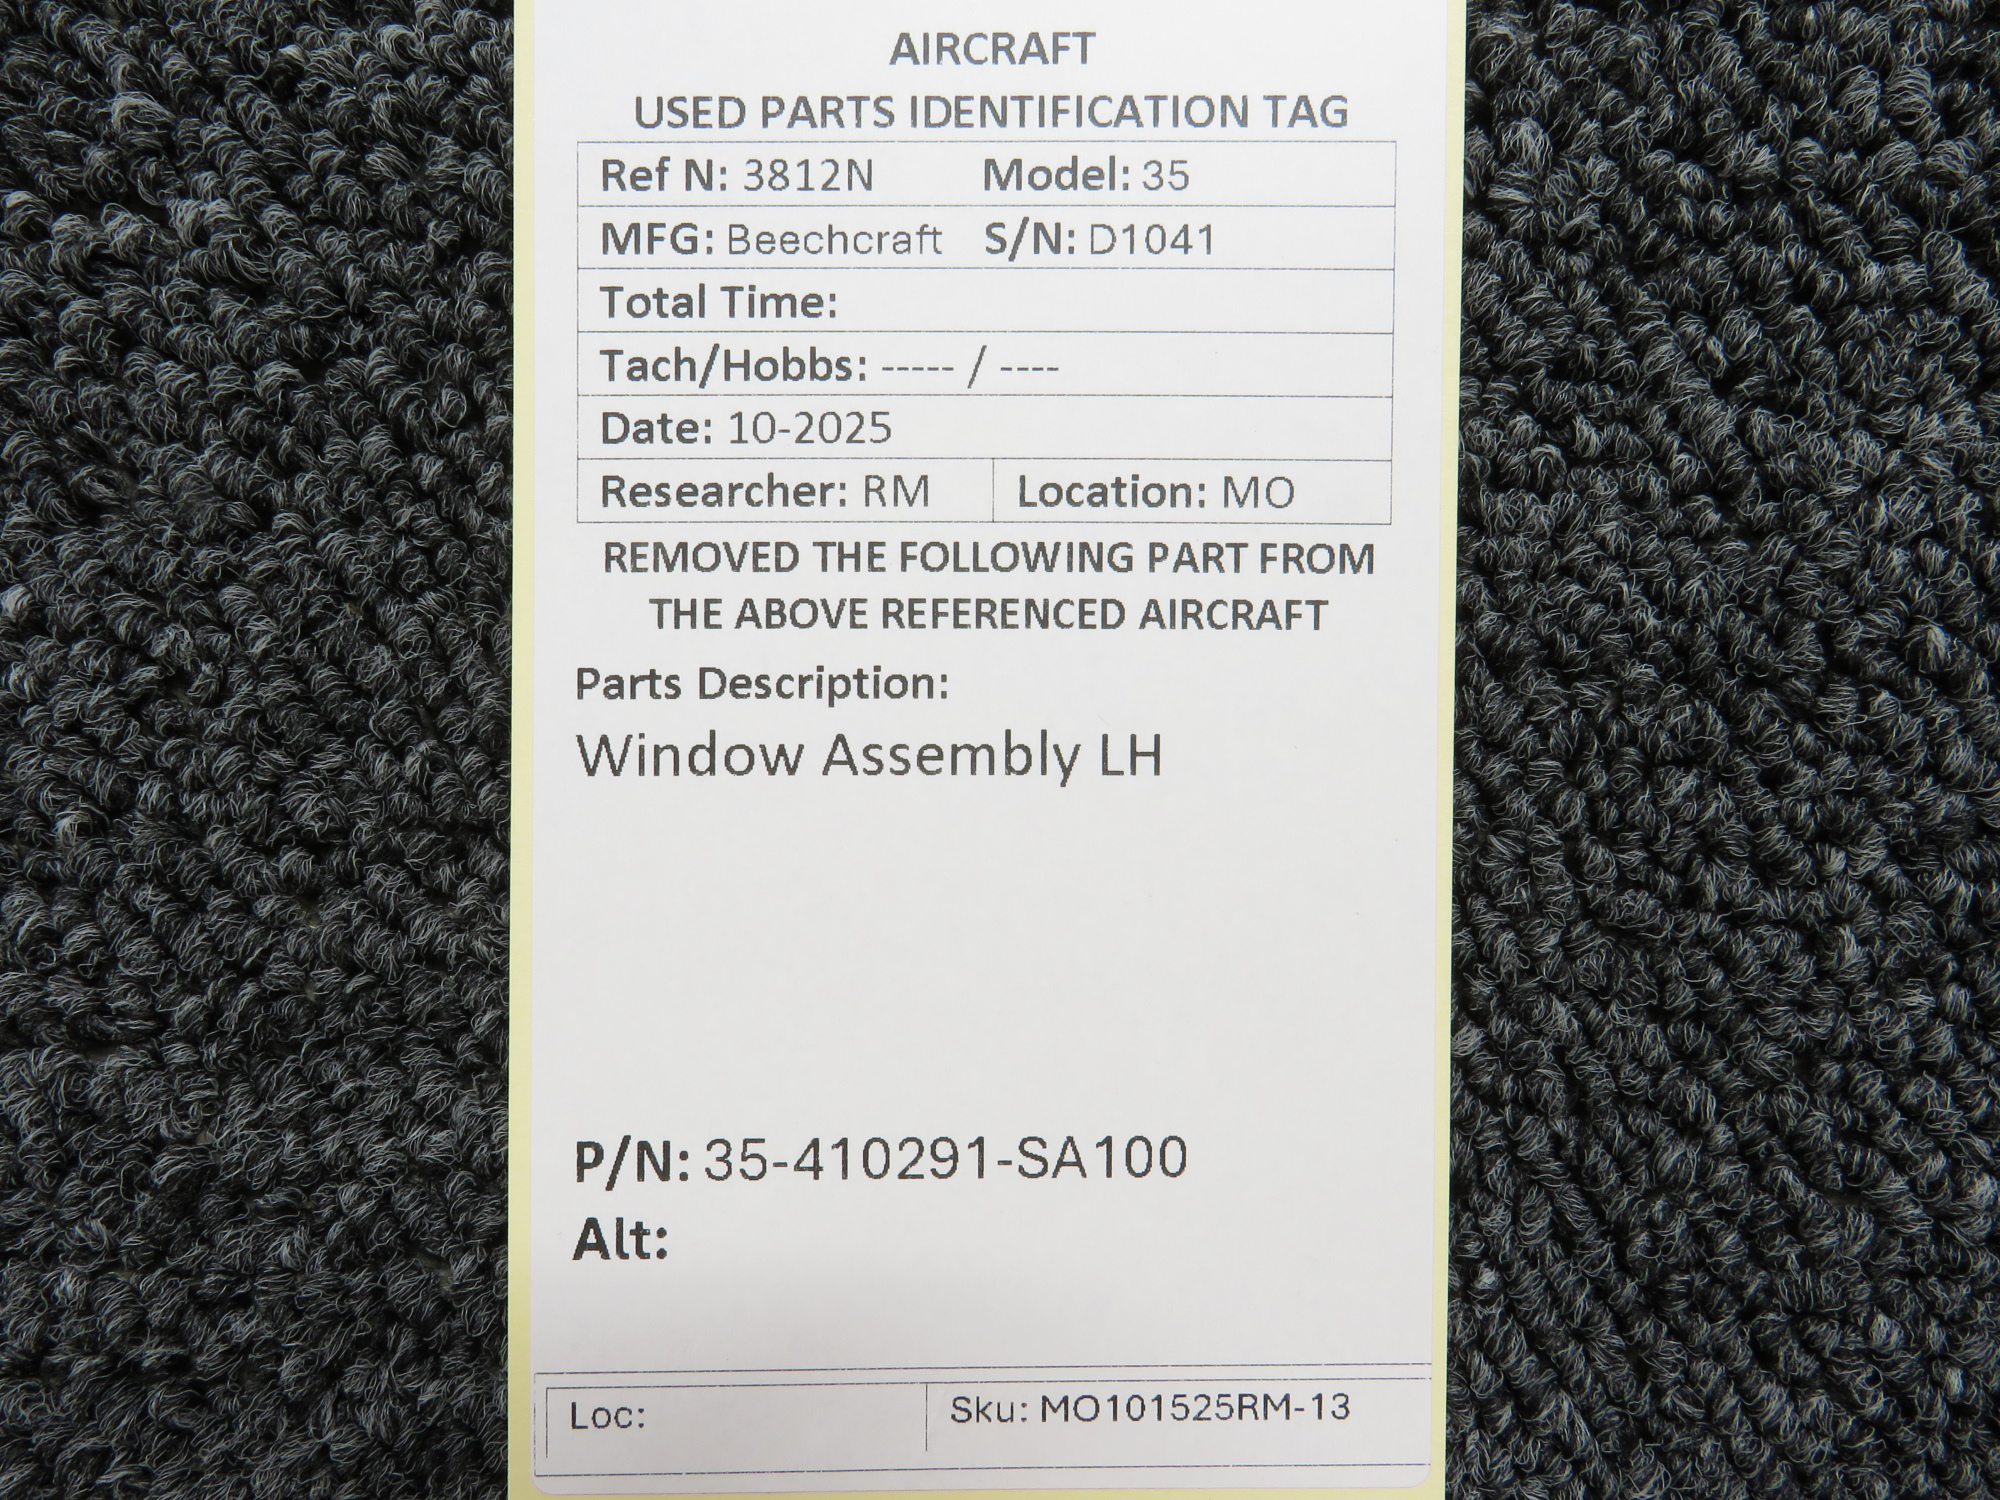 AIRCRAFT
USED PARTS IDENTIFICATION TAG
Ref N: 3812N Model: 35
MFG: Beechcraft S/N: D1041
Total Time:
Tach/Hobbs: ----- / ----
Date: 10-2025
Researcher: RM Location: MO
REMOVED THE FOLLOWING PART FROM
THE ABOVE REFERENCED AIRCRAFT
Parts Description:
Window Assembly LH
P/N: 35-410291-SA100
Alt:
Loc: Sku: MO101525RM-13